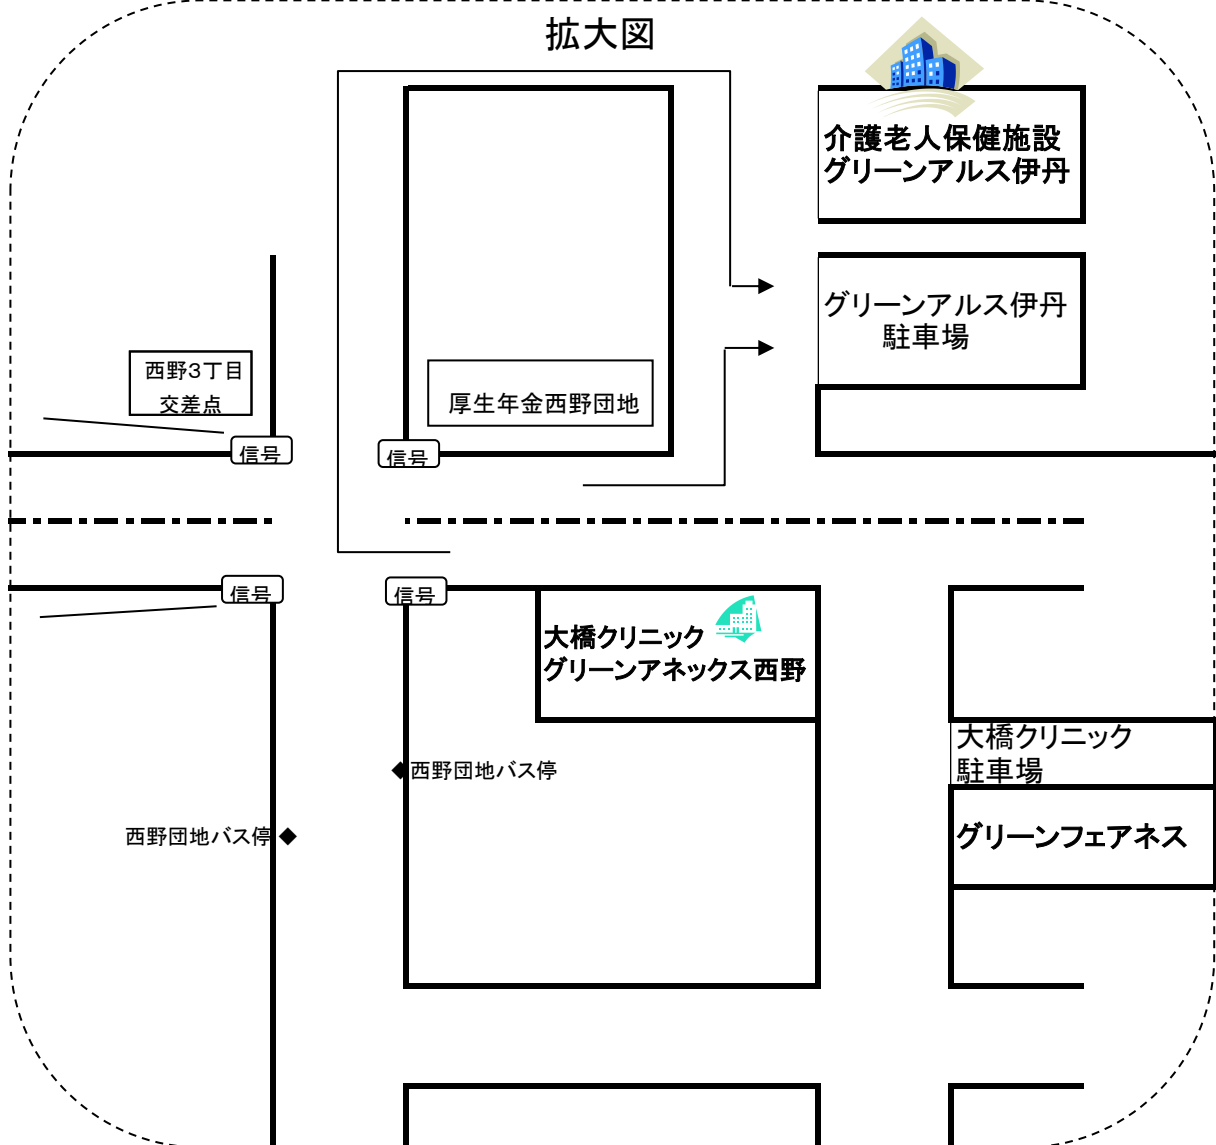 拡大図
介護老人保健施設
グリーンアルス伊丹
グリーンアルス伊丹
駐車場
西野3丁目
交差点
厚生年金西野団地
信号
信号
信号
信号
大橋クリニック
グリーンアネックス西野
大橋クリニック
駐車場
西野団地バス停
西野団地バス停
グリーンフェアネス